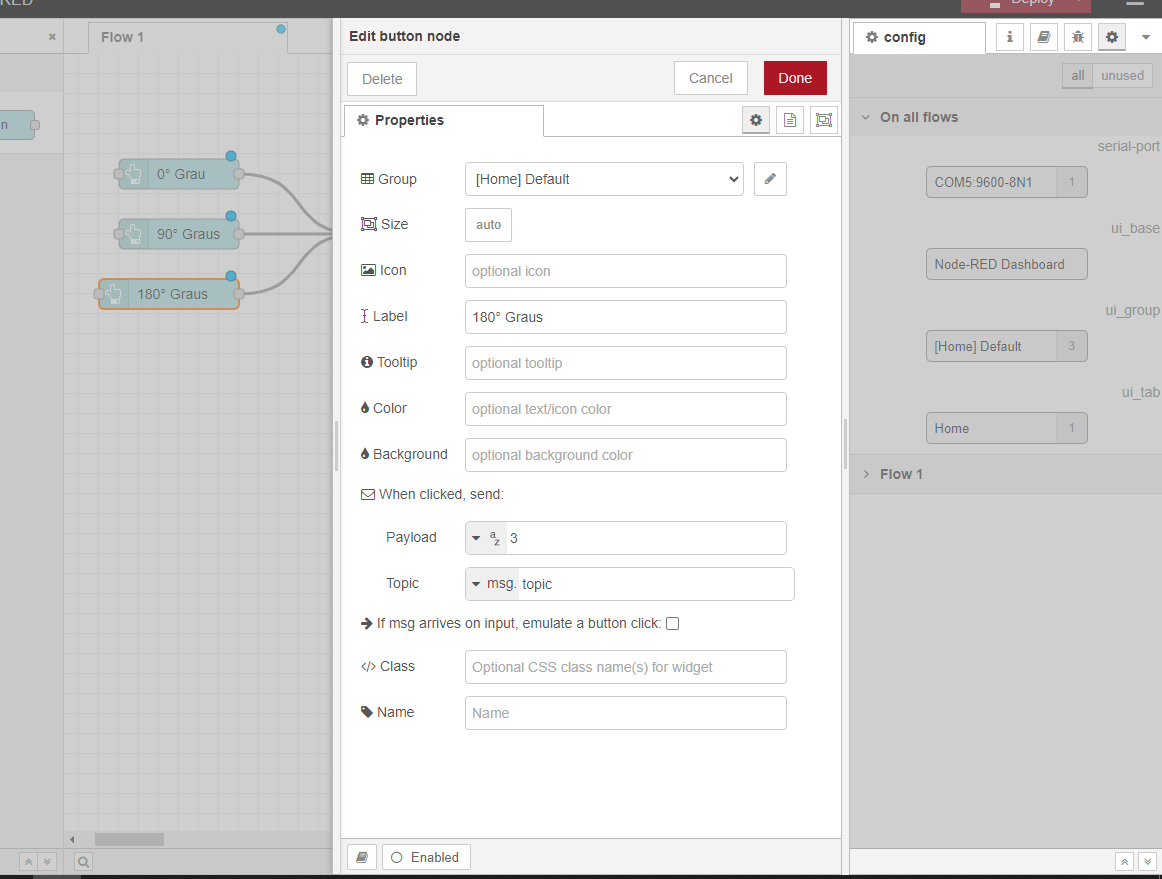 RED
Deploy
Flow 1
n
0° Grau
90° Graus
180° Graus
Edit button node
Delete
Cancel
Done
Properties
Group
[Home] Default
Size
auto
Icon
optional icon
Label
180° Graus
Tooltip
optional tooltip
Color
optional text/icon color
Background
optional background color
When clicked, send:
Payload
a
z
3
Topic
msg. topic
If msg arrives on input, emulate a button click:
</> Class
Optional CSS class name(s) for widget
Name
Name
Enabled
config
i
all
unused
On all flows
serial-port
COM5:9600-8N1
1
ui_base
Node-RED Dashboard
ui_group
[Home] Default
3
ui_tab
Home
1
Flow 1